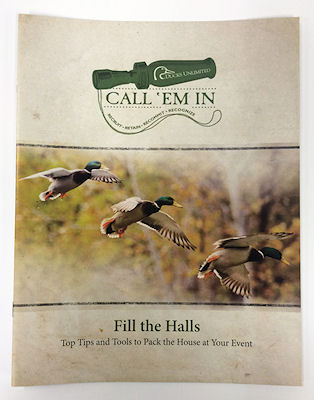 DUCKS UNLIMITED
CALL 'EM IN
RECRUIT • RETAIN • RECOMMIT • RECOGNIZE
Fill the Halls
Top Tips and Tools to Pack the House at Your Event